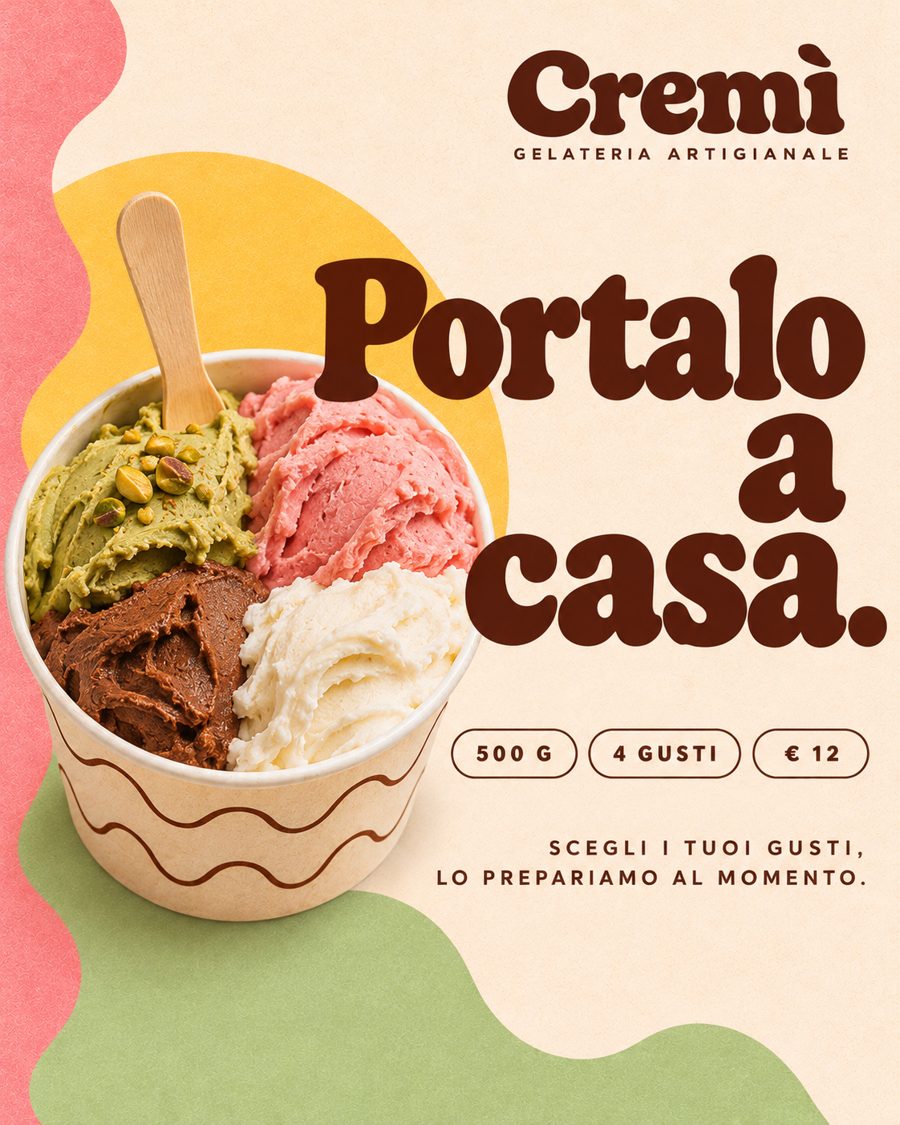 Cremì
GELATERIA ARTIGIANALE
Portalo
a
casa.
500 G
4 GUSTI
€ 12
SCEGLI I TUOI GUSTI,
LO PREPARIAMO AL MOMENTO.